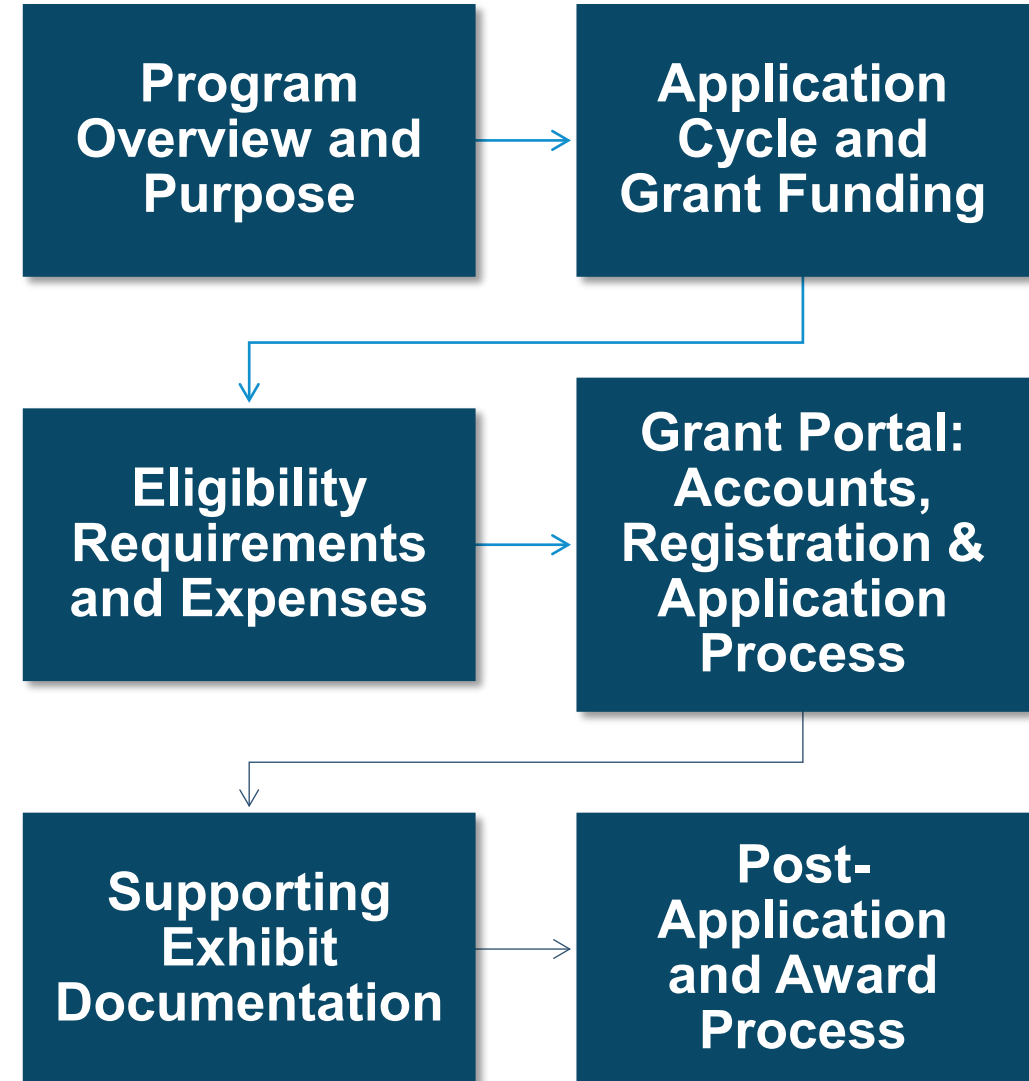 Program
Overview and
Purpose
Application
Cycle and
Grant Funding
Eligibility
Requirements
and Expenses
Grant Portal:
Accounts,
Registration &
Application
Process
Supporting
Exhibit
Documentation
Post-
Application
and Award
Process